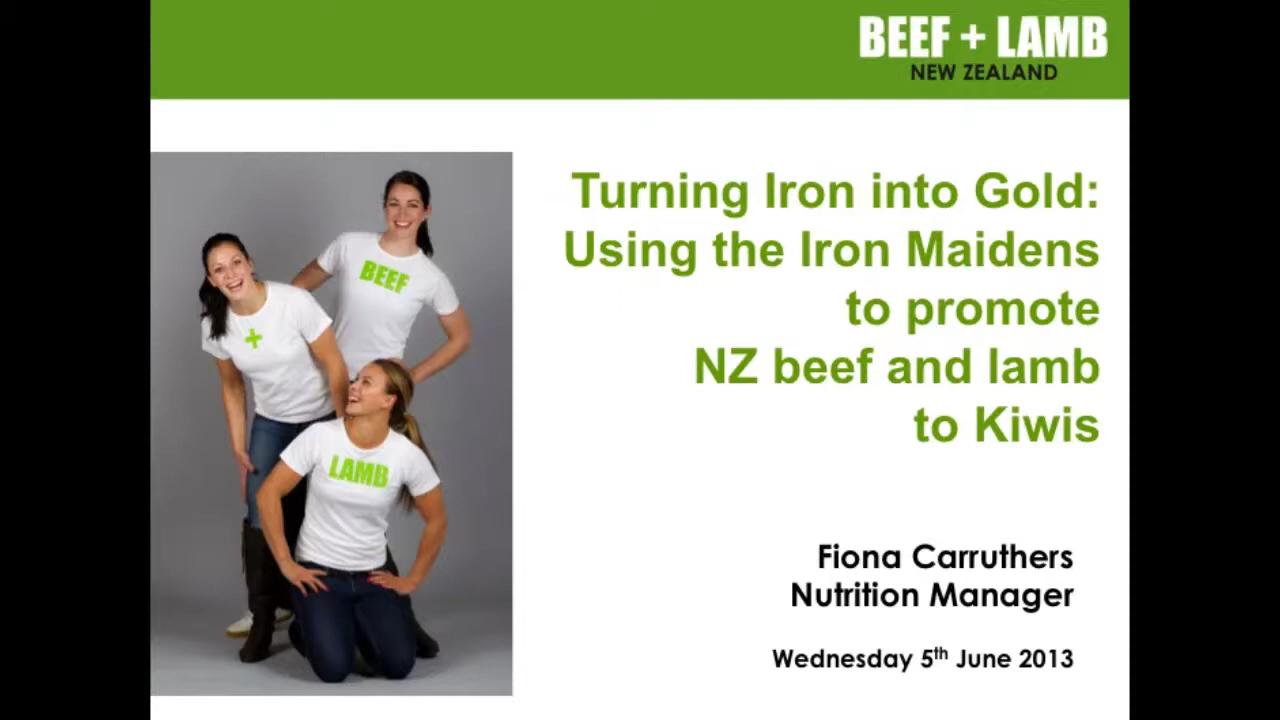 BEEF + LAMB
NEW ZEALAND
Turning Iron into Gold:
Using the Iron Maidens
to promote
NZ beef and lamb
to Kiwis
BEEF
+
LAMB
Fiona Carruthers
Nutrition Manager
Wednesday 5th June 2013